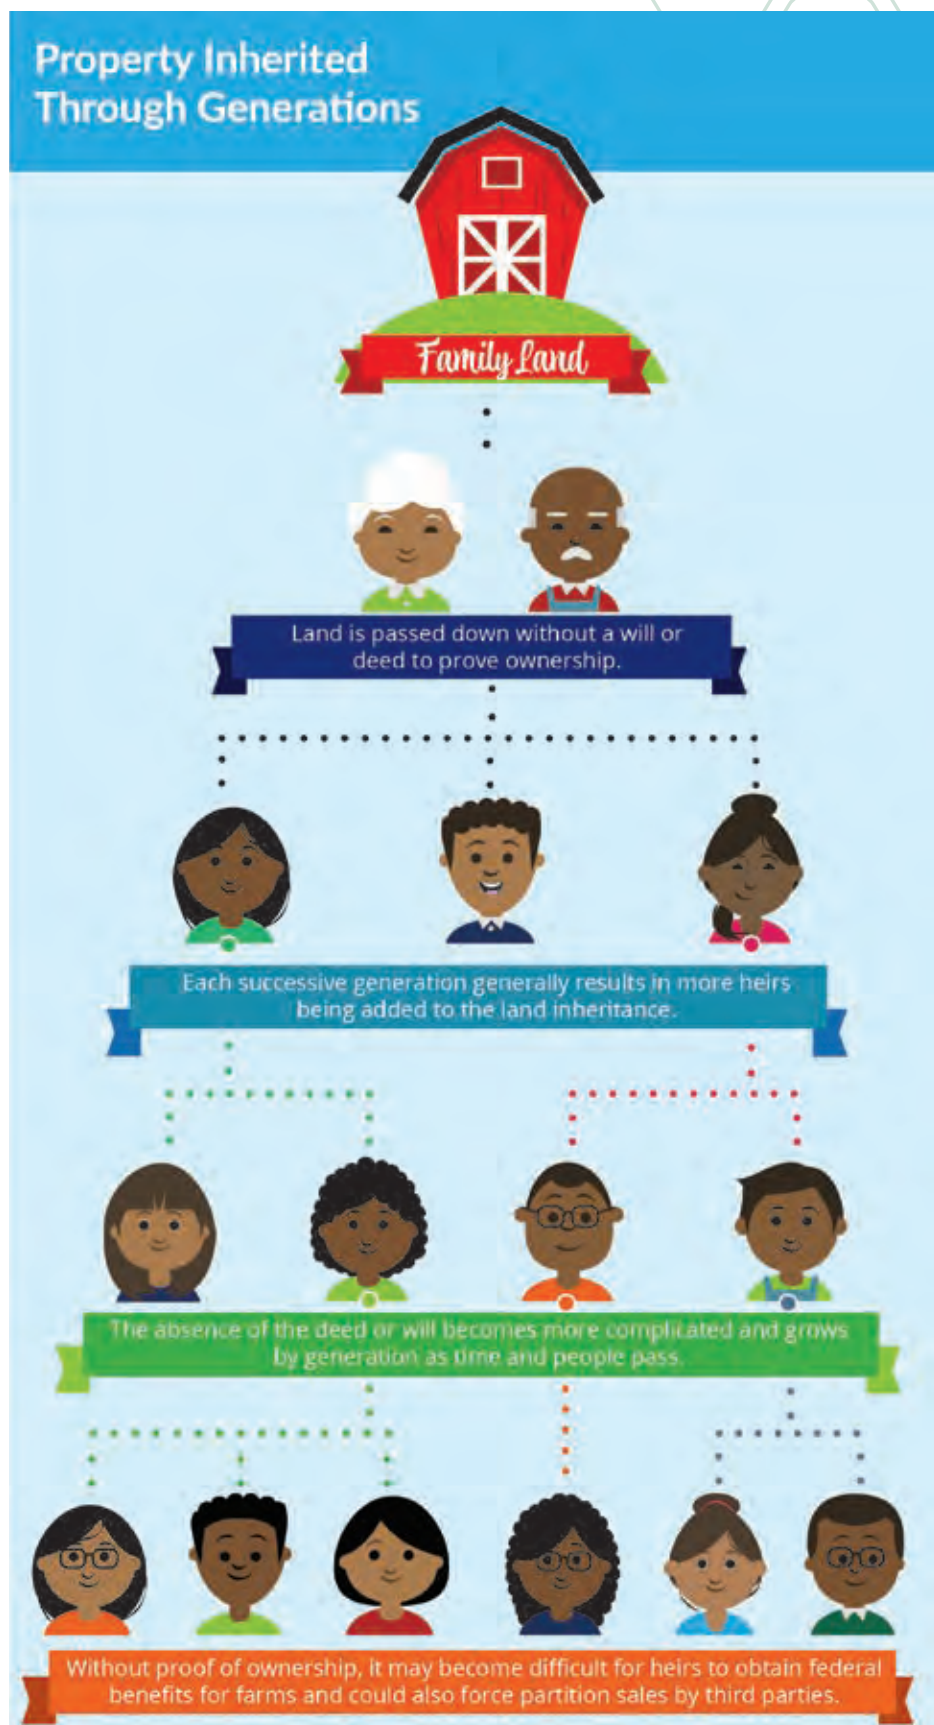 Property Inherited
Through Generations
Family Land
Land is passed down without a will or
deed to prove ownership.
Each successive generation generally results in more heirs
being added to the land inheritance.
The absence of the deed or will becomes more complicated and grows
by generation as time and people pass.
Without proof of ownership, it may become difficult for heirs to obtain federal
benefits for farms and could also force partition sales by third parties.